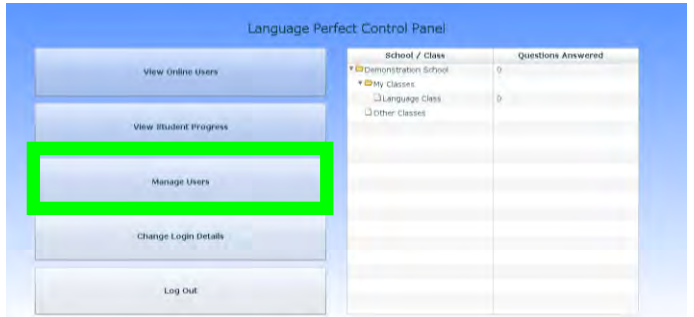 Language Perfect Control Panel
View Online Users
View Student Progress
Manage Users
Change Login Details
Log Out
School / Class Questions Answered
Demonstration School 0
My Classes
Language Class 0
Other Classes